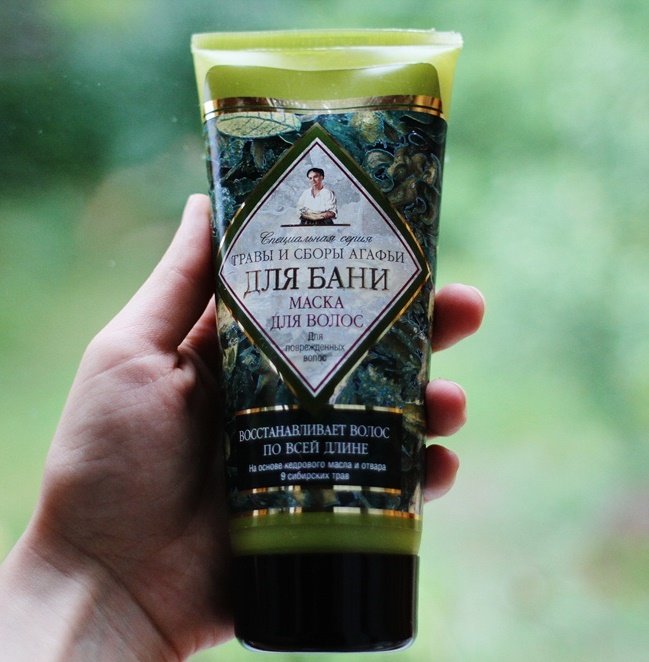 Специальная серия
ТРАВЫ И СБОРЫ АГАФЬИ
ДЛЯ БАНИ
МАСКА
ДЛЯ ВОЛОС
Для
поврежденных
волос
ВОССТАНАВЛИВАЕТ ВОЛОС
ПО ВСЕЙ ДЛИНЕ
На основе кедрового масла и отвара
9 сибирских трав